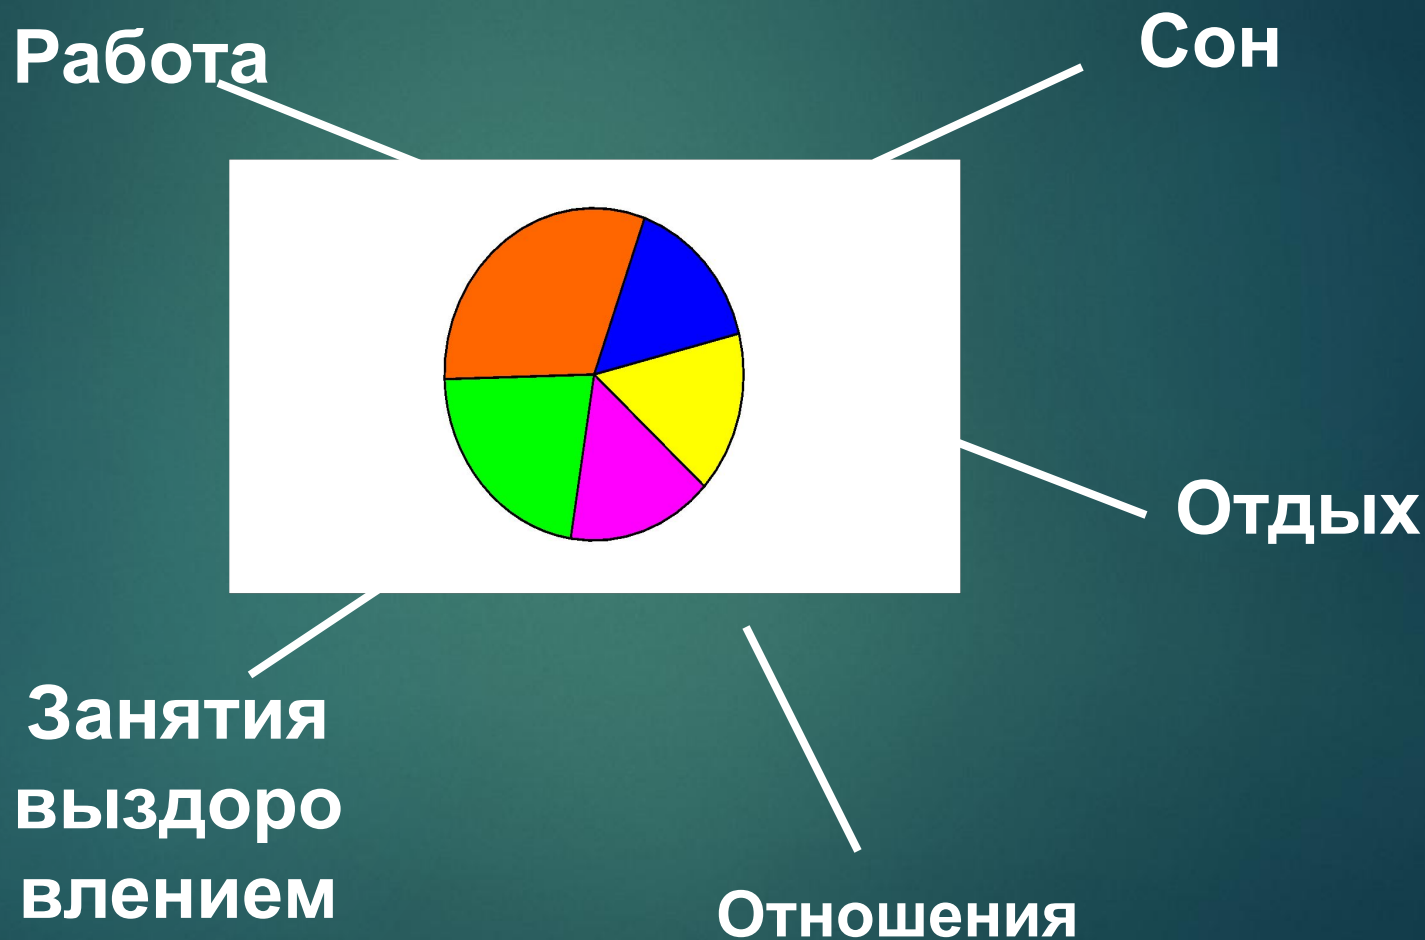 Работа
Сон
Отдых
Занятия
выздоро
влением
Отношения